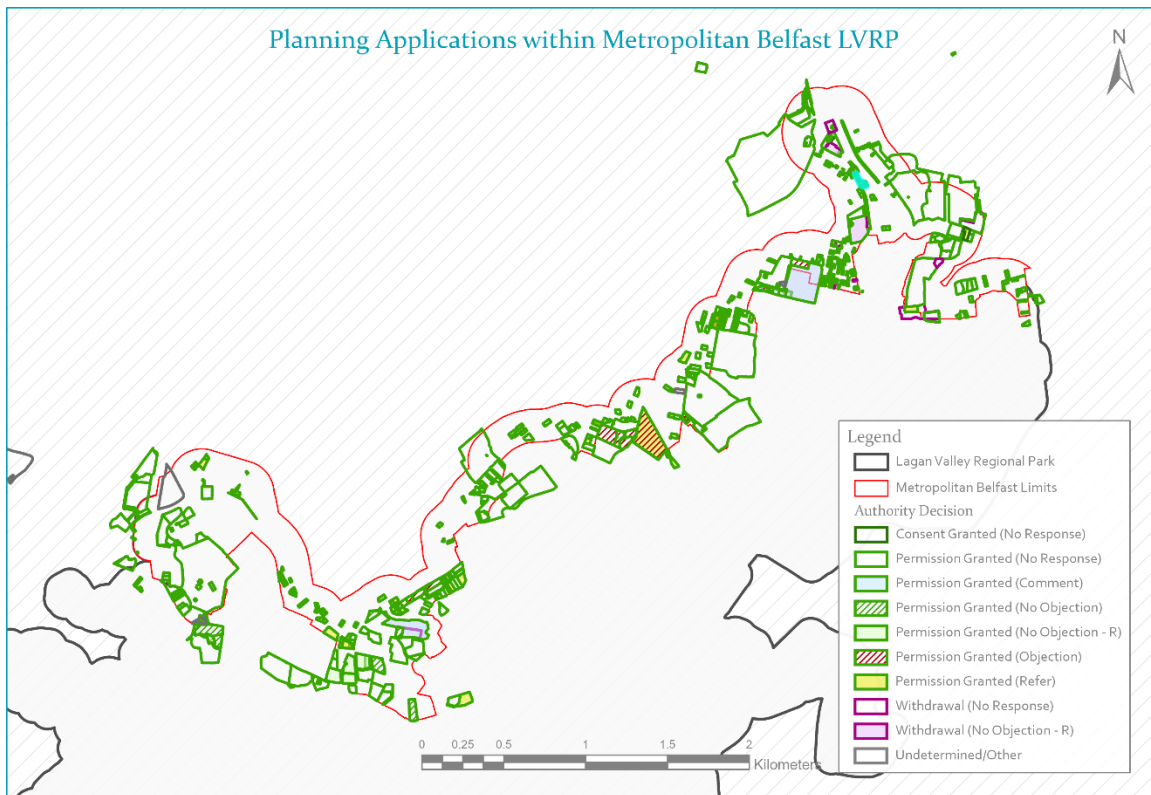 Planning Applications within Metropolitan Belfast LVRP
N
Legend
Lagan Valley Regional Park
Metropolitan Belfast Limits
Authority Decision
Consent Granted (No Response)
Permission Granted (No Response)
Permission Granted (Comment)
Permission Granted (No Objection)
Permission Granted (No Objection - R)
Permission Granted (Objection)
Permission Granted (Refer)
Withdrawal (No Response)
Withdrawal (No Objection - R)
Undetermined/Other
0 0.25 0.5 1 1.5 2
Kilometers